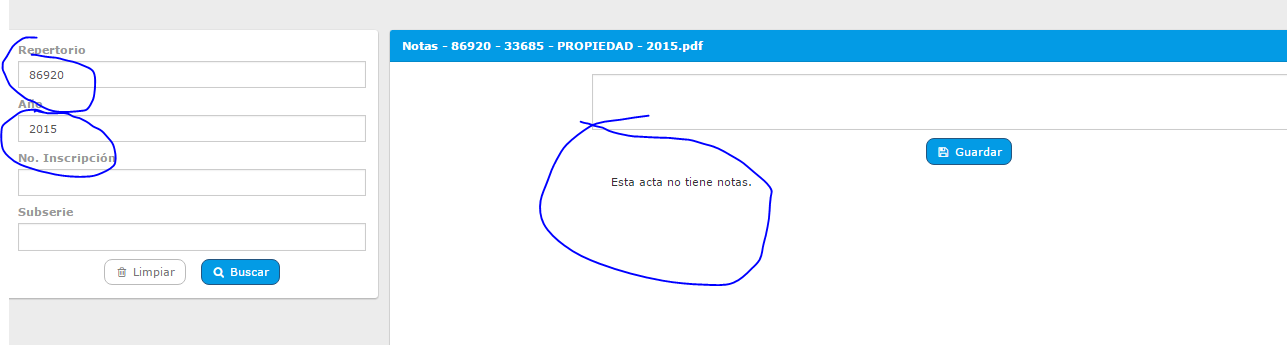 Repertorio
86920
Año
2015
No. Inscripción
Subserie
Limpiar
Buscar
Notas - 86920 - 33685 - PROPIEDAD - 2015.pdf
Guardar
Esta acta no tiene notas.